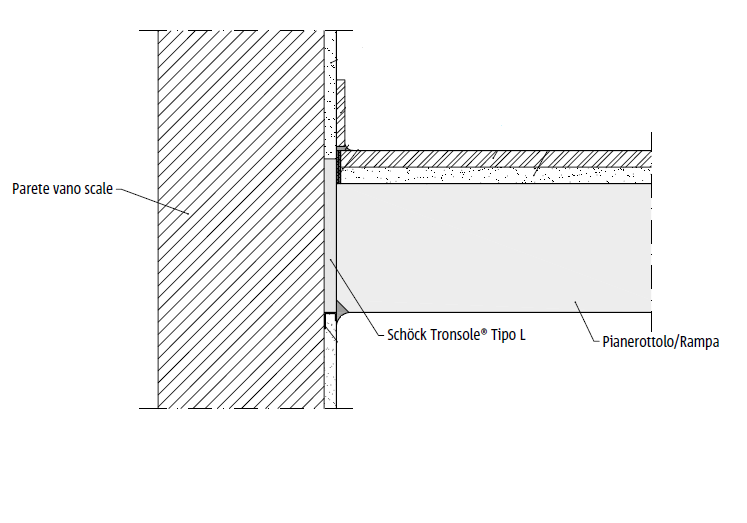 Parete vano scale
Schöck Tronsole® Tipo L
Pianerottolo/Rampa